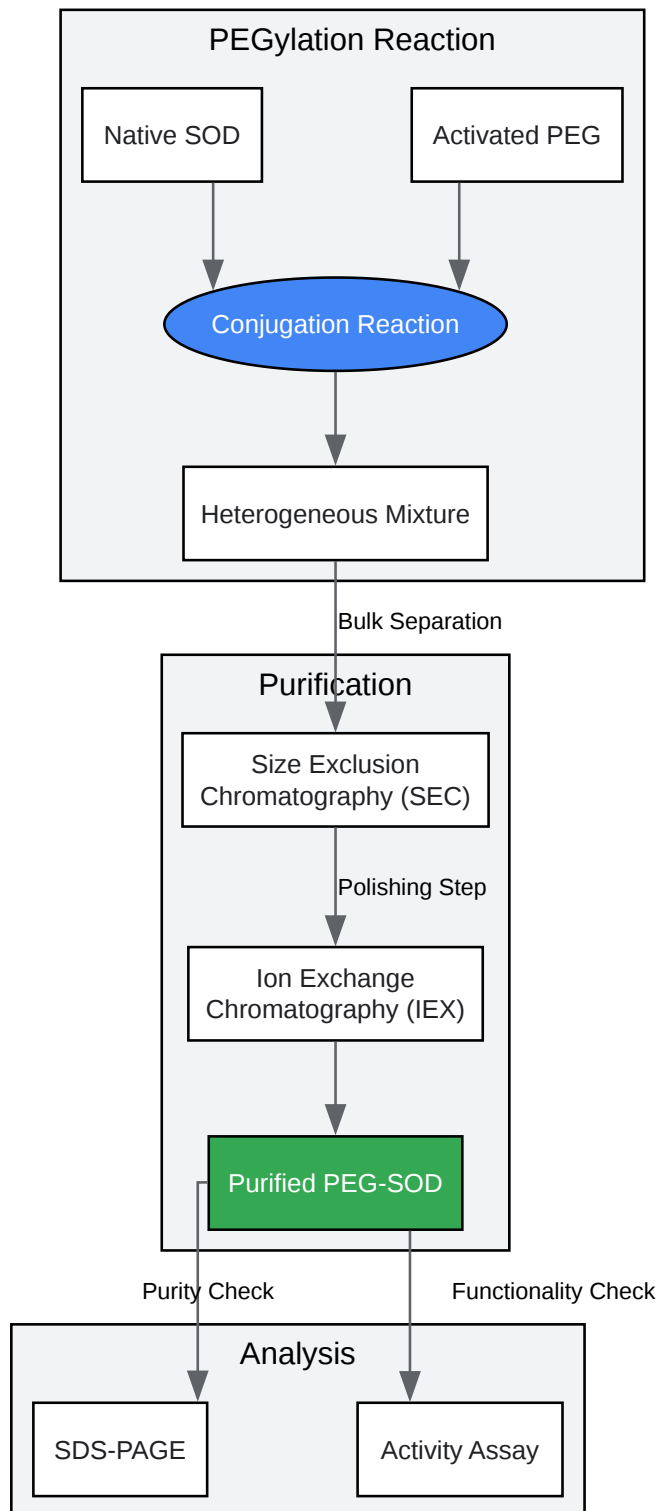 PEGylation Reaction
Native SOD
Activated PEG
Conjugation Reaction
Heterogeneous Mixture
Bulk Separation
Purification
Size Exclusion
Chromatography (SEC)
Polishing Step
Ion Exchange
Chromatography (IEX)
Purified PEG-SOD
Purity Check
Functionality Check
Analysis
SDS-PAGE
Activity Assay